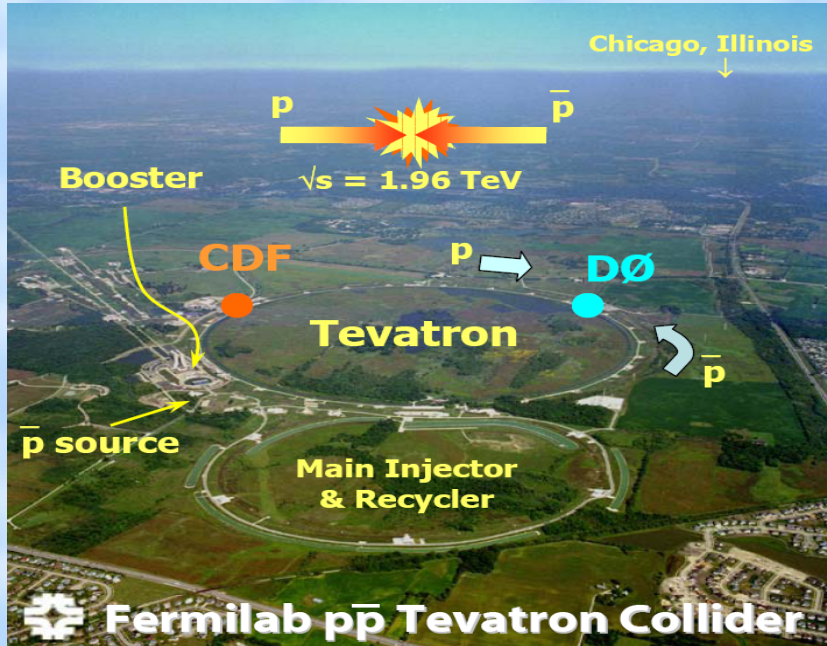 Chicago, Illinois
↓
p p̅
√s = 1.96 TeV
Booster
CDF
p
DØ
Tevatron
p̅
p̅ source
Main Injector
& Recycler
Fermilab pp̅ Tevatron Collider